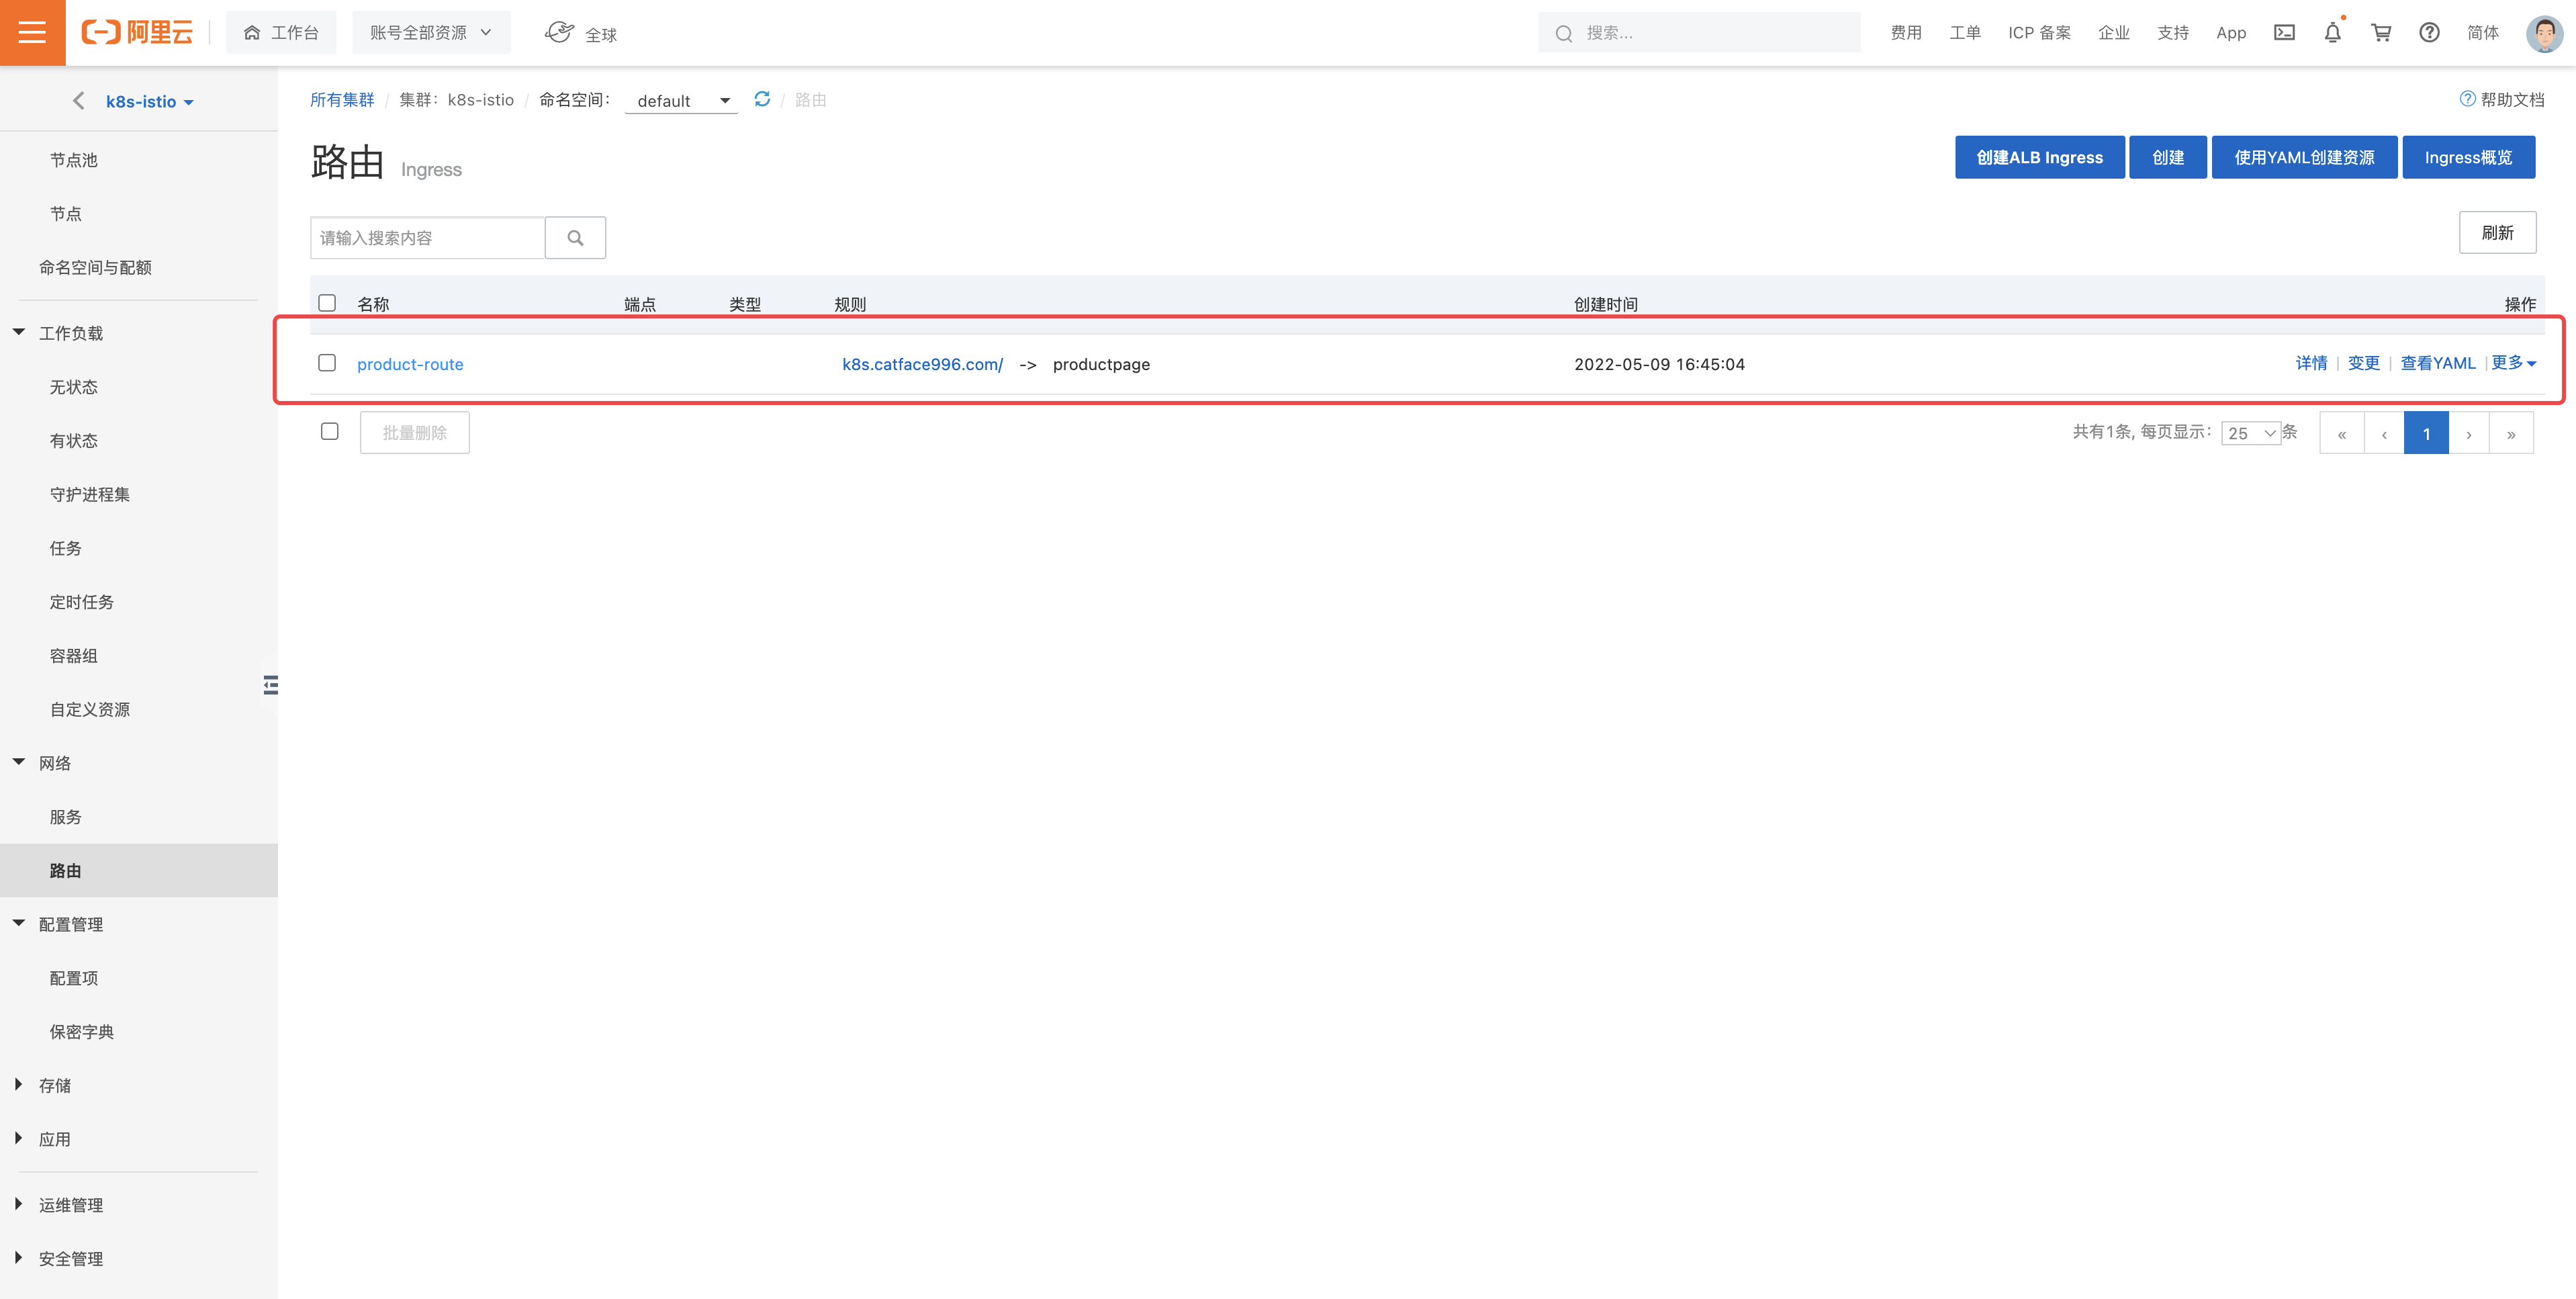 阿里云 工作台 账号全部资源 全球 搜索... 费用 工单 ICP 备案 企业 支持 App 简体
k8s-istio
所有集群 / 集群：k8s-istio / 命名空间： default / 路由 帮助文档
路由 Ingress 创建ALB Ingress 创建 使用YAML创建资源 Ingress概览
请输入搜索内容 刷新
名称 端点 类型 规则 创建时间 操作
product-route k8s.catface996.com/ -> productpage 2022-05-09 16:45:04 详情 | 变更 | 查看YAML | 更多
批量删除 共有1条, 每页显示： 25 条 « ‹ 1 › »
节点池
节点
命名空间与配额
工作负载
无状态
有状态
守护进程集
任务
定时任务
容器组
自定义资源
网络
服务
路由
配置管理
配置项
保密字典
存储
应用
运维管理
安全管理